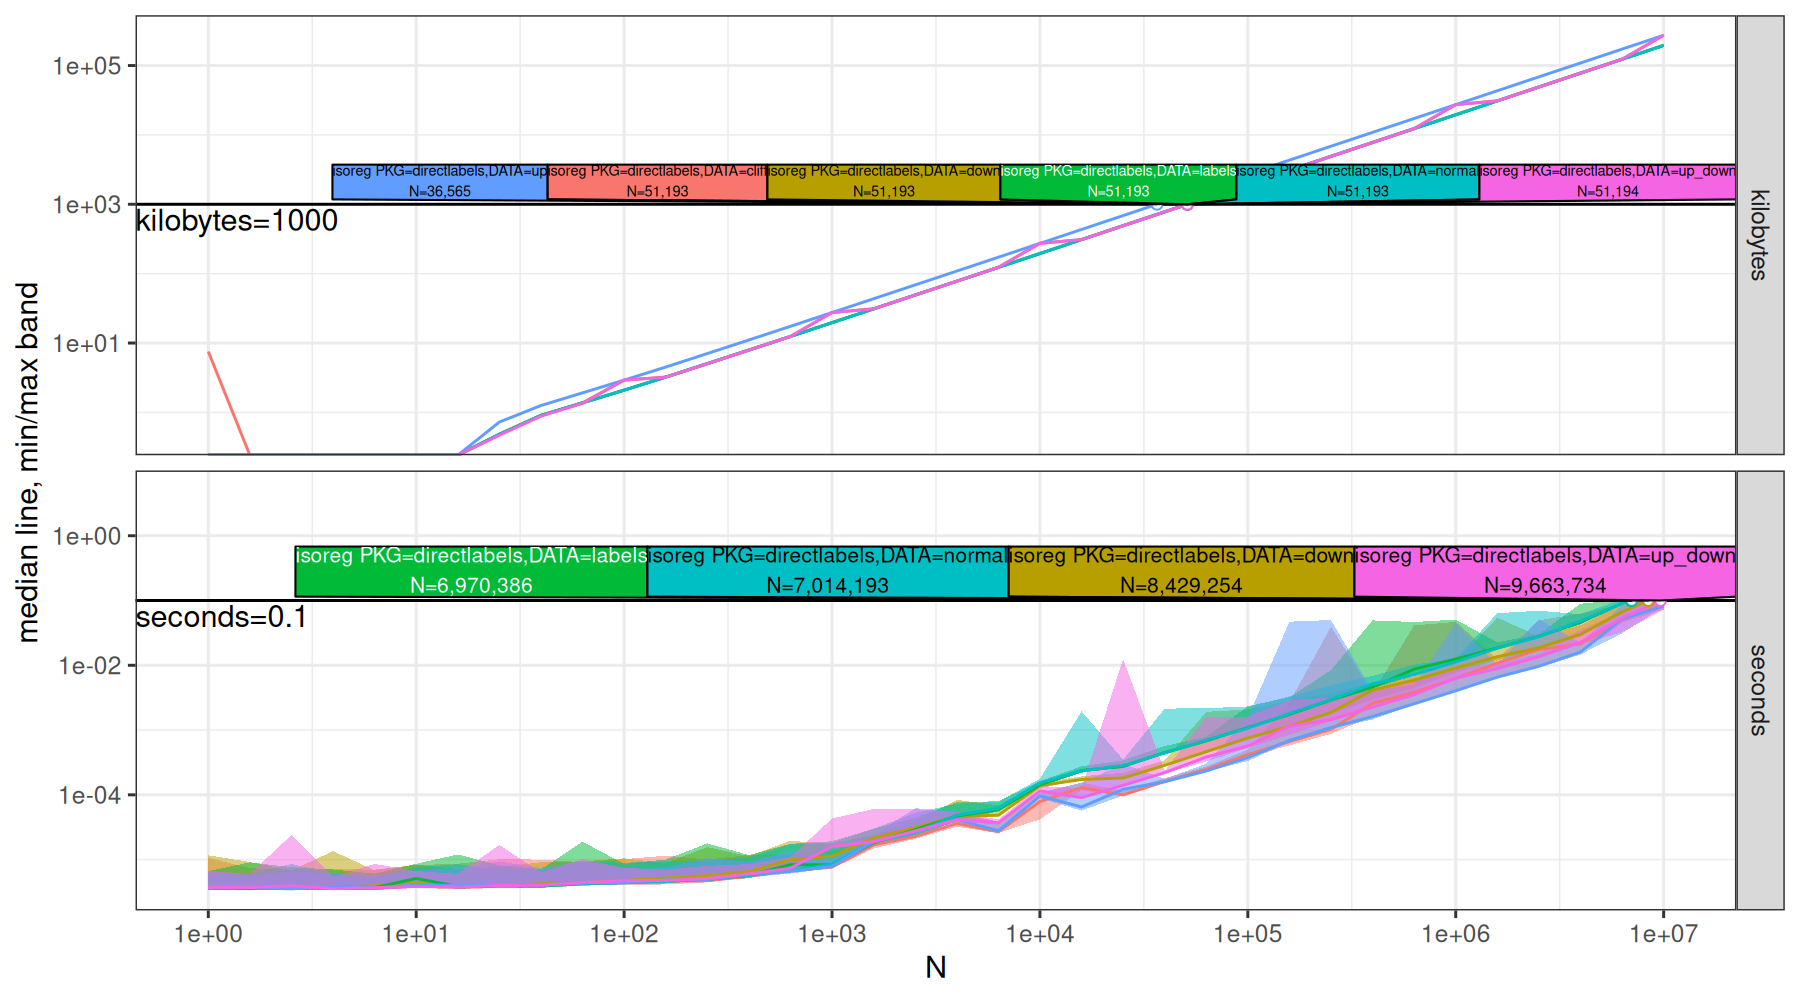 median line, min/max band
1e+05
1e+03
1e+01
isoreg PKG=directlabels,DATA=up
N=36,565
isoreg PKG=directlabels,DATA=cliff
N=51,193
isoreg PKG=directlabels,DATA=down
N=51,193
isoreg PKG=directlabels,DATA=labels
N=51,193
isoreg PKG=directlabels,DATA=normal
N=51,193
isoreg PKG=directlabels,DATA=up_down
N=51,194
kilobytes=1000
kilobytes
1e+00
1e-02
1e-04
isoreg PKG=directlabels,DATA=labels
N=6,970,386
isoreg PKG=directlabels,DATA=normal
N=7,014,193
isoreg PKG=directlabels,DATA=down
N=8,429,254
isoreg PKG=directlabels,DATA=up_down
N=9,663,734
seconds=0.1
seconds
1e+00
1e+01
1e+02
1e+03
1e+04
1e+05
1e+06
1e+07
N